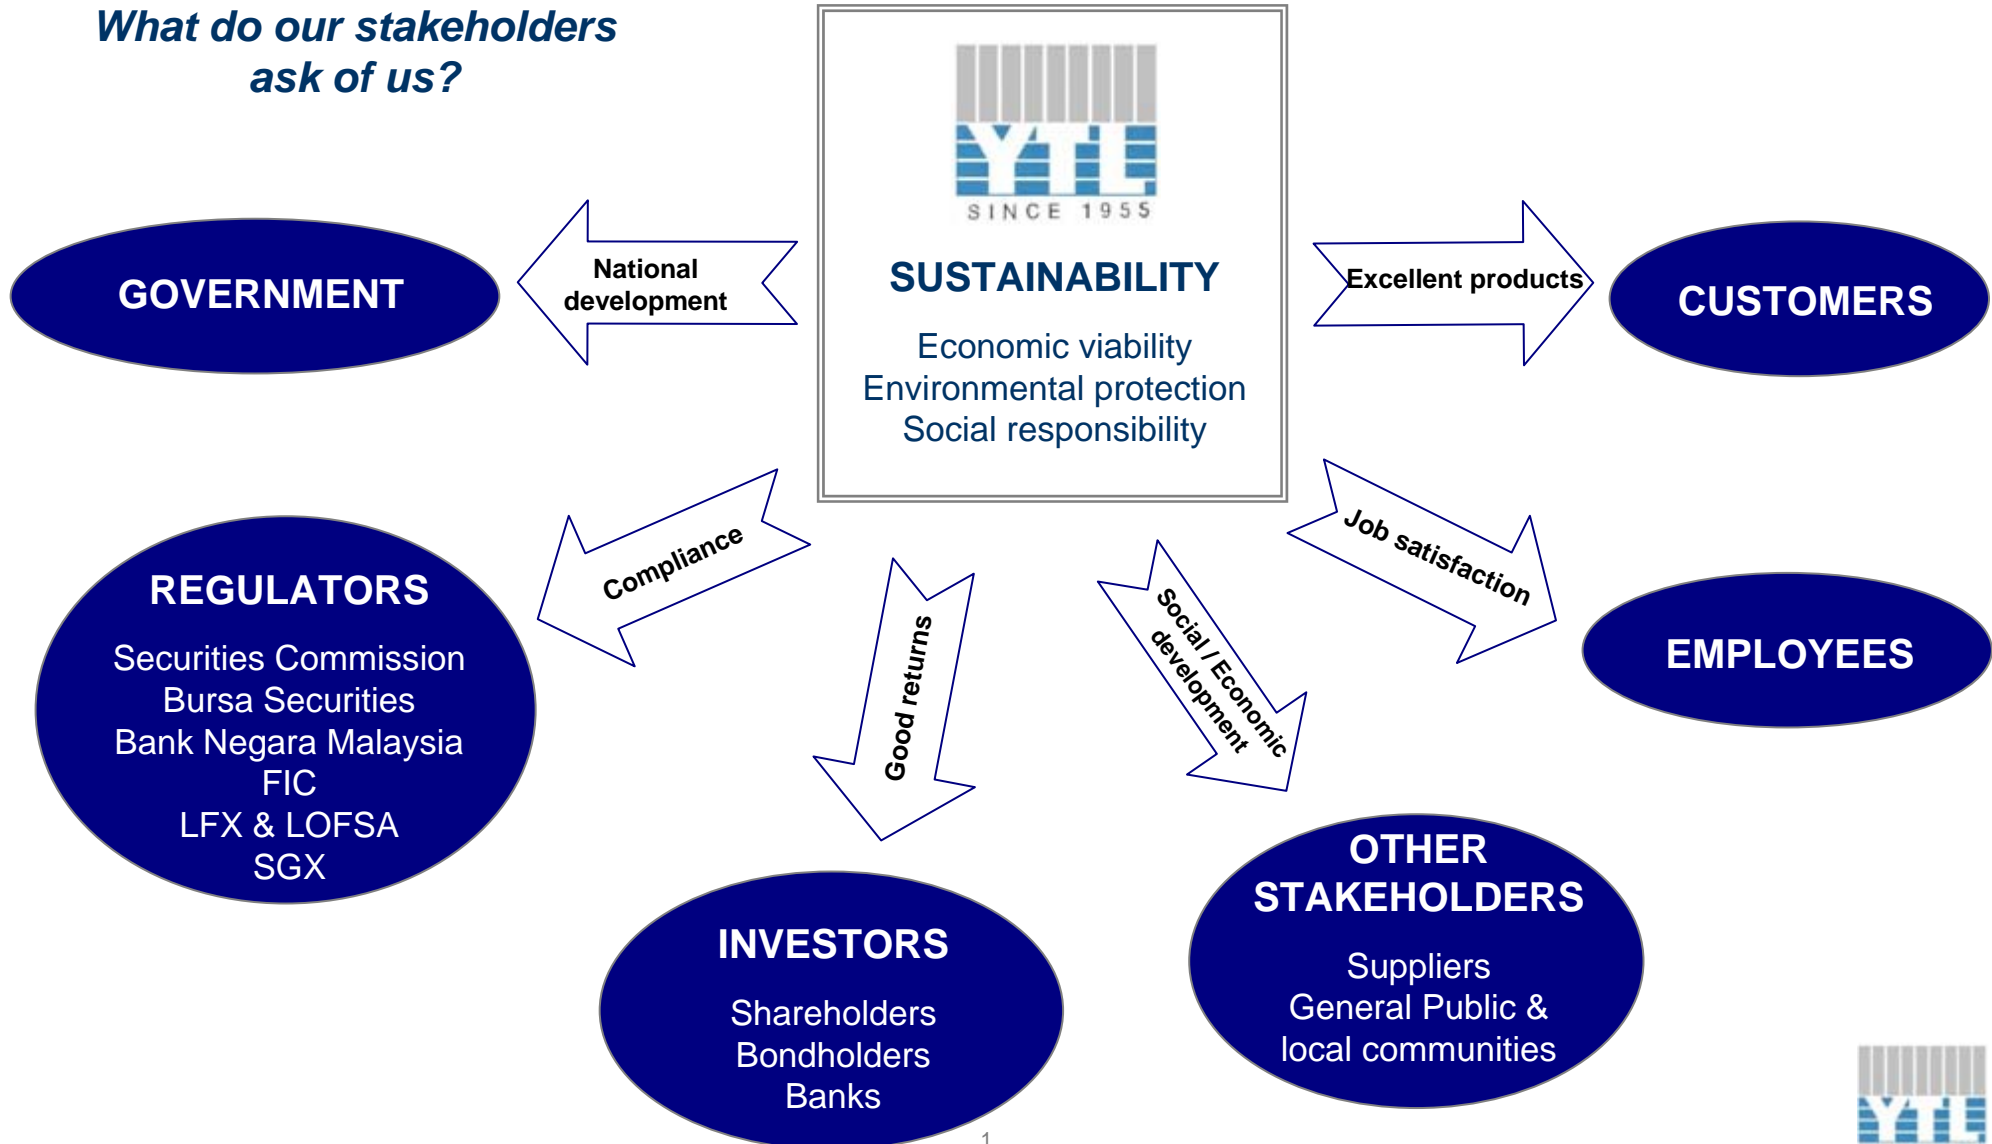 What do our stakeholders
ask of us?
YTL
SINCE 1955
SUSTAINABILITY
Economic viability
Environmental protection
Social responsibility
National
development
GOVERNMENT
Excellent products
CUSTOMERS
Compliance
REGULATORS
Securities Commission
Bursa Securities
Bank Negara Malaysia
FIC
LFX & LOFSA
SGX
Good returns
INVESTORS
Shareholders
Bondholders
Banks
Social / Economic
development
OTHER
STAKEHOLDERS
Suppliers
General Public &
local communities
Job satisfaction
EMPLOYEES
1
YTL